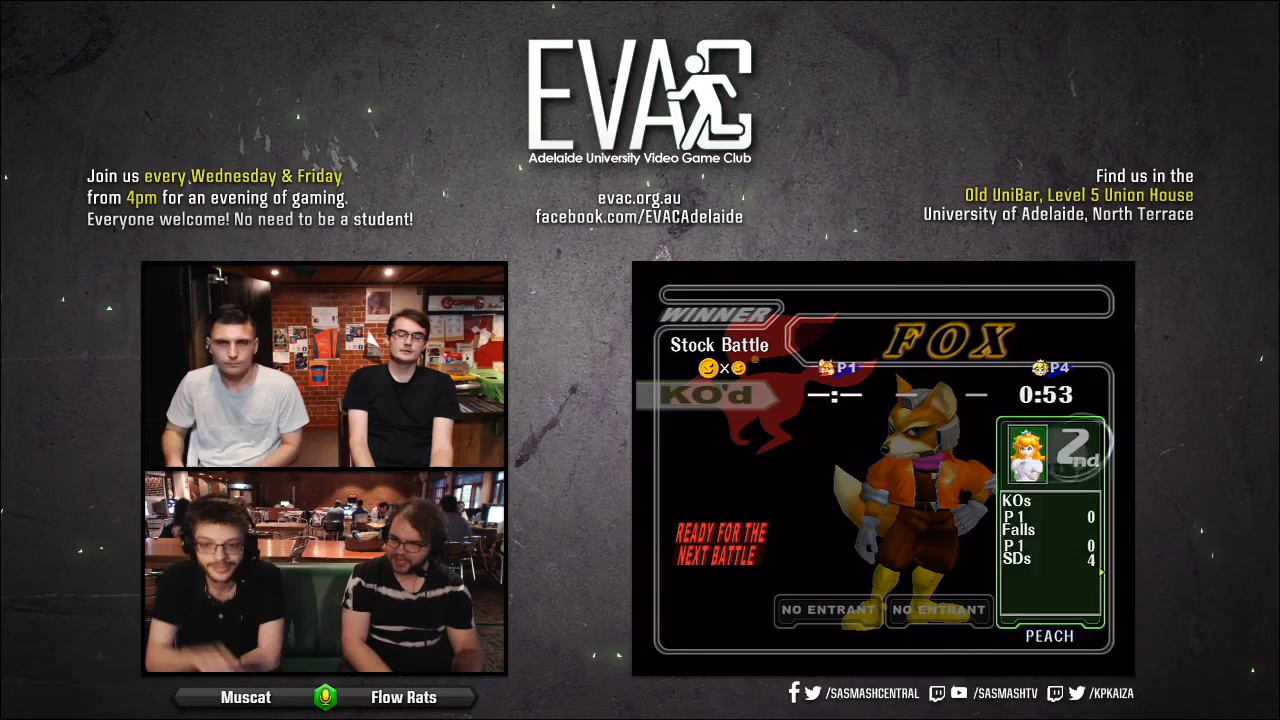 EVAC
Adelaide University Video Game Club
Join us every Wednesday & Friday
from 4pm for an evening of gaming.
Everyone welcome! No need to be a student!
evac.org.au
facebook.com/EVACAdelaide
Find us in the
Old UniBar, Level 5 Union House
University of Adelaide, North Terrace
WINNER
FOX
Stock Battle
x
P1
P4
KO'd
-:-
0:53
2nd
KOs
P1 0
Falls
P1 0
SDs 4
READY FOR THE
NEXT BATTLE
NO ENTRANT
NO ENTRANT
PEACH
Muscat
Flow Rats
/SASMASHCENTRAL
/SASMASHTV
/KPKAIZA